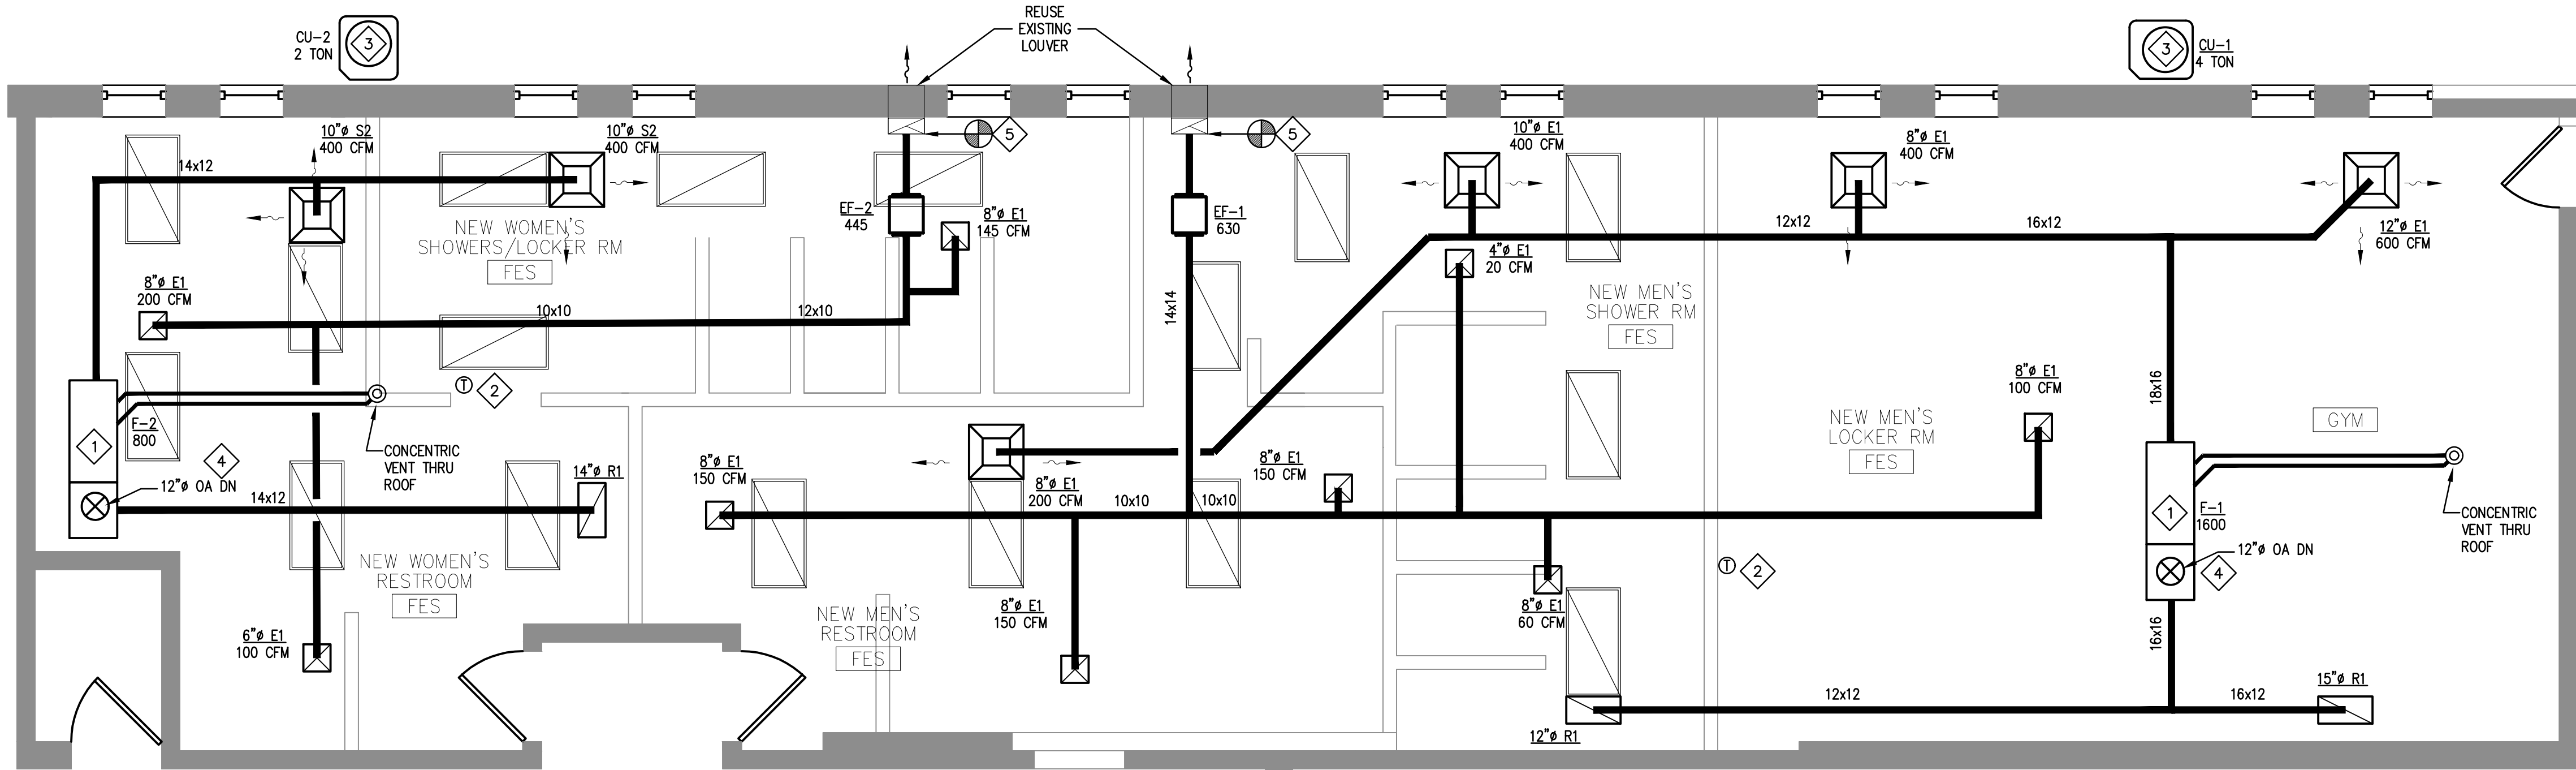 REUSE
EXISTING
LOUVER
CU-2
2 TON
3
3
CU-1
4 TON
10"ø S2
400 CFM
10"ø S2
400 CFM
5
5
10"ø E1
400 CFM
8"ø E1
400 CFM
14x12
EF-2
445
8"ø E1
145 CFM
EF-1
630
12x12
16x12
12"ø E1
600 CFM
NEW WOMEN'S
SHOWERS/LOCKER RM
FES
4"ø E1
20 CFM
8"ø E1
200 CFM
10x10
12x10
14x14
NEW MEN'S
SHOWER RM
FES
T
2
8"ø E1
100 CFM
18x16
F-2
800
1
4
CONCENTRIC
VENT THRU
ROOF
NEW MEN'S
LOCKER RM
FES
GYM
12"ø OA DN
14x12
14"ø R1
8"ø E1
150 CFM
8"ø E1
200 CFM
10x10
10x10
8"ø E1
150 CFM
1
F-1
1600
CONCENTRIC
VENT THRU
ROOF
12"ø OA DN
4
T
2
NEW WOMEN'S
RESTROOM
FES
NEW MEN'S
RESTROOM
FES
8"ø E1
150 CFM
8"ø E1
60 CFM
6"ø E1
100 CFM
16x16
12"ø R1
12x12
16x12
15"ø R1